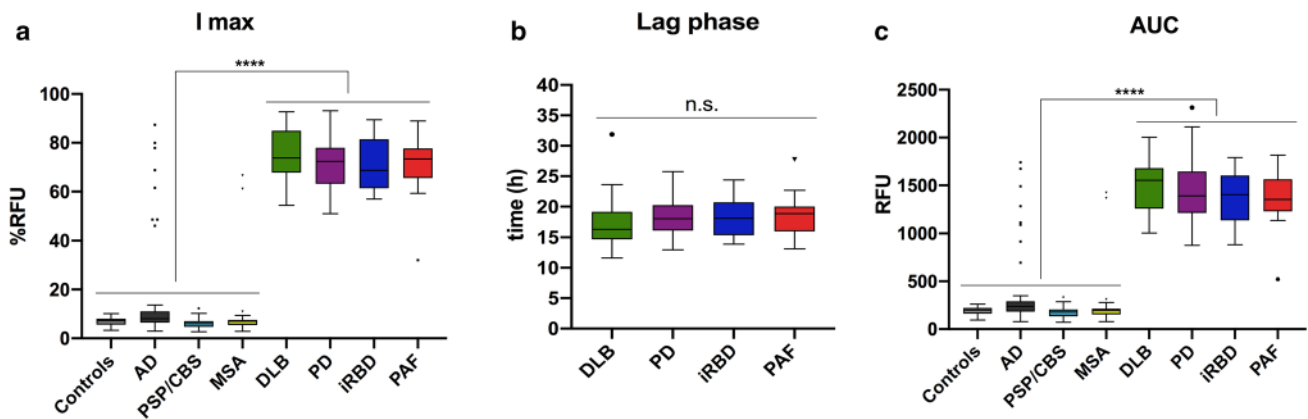 a
I max
****
%RFU
100
80
60
40
20
0
Controls
AD
PSP/CBS
MSA
DLB
PD
iRBD
PAF
b
Lag phase
n.s.
time (h)
40
35
30
25
20
15
10
5
0
DLB
PD
iRBD
PAF
c
AUC
****
RFU
2500
2000
1500
1000
500
0
Controls
AD
PSP/CBS
MSA
DLB
PD
iRBD
PAF